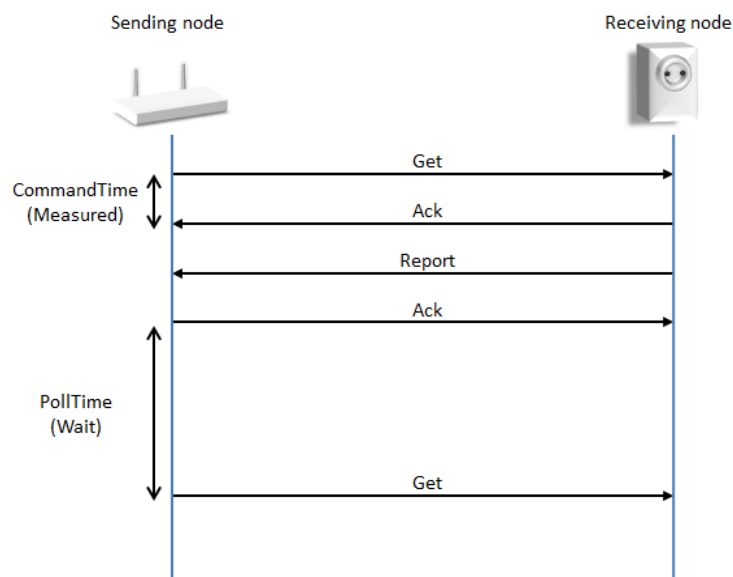 Sending node
Receiving node
Get
CommandTime
(Measured)
Ack
Report
Ack
PollTime
(Wait)
Get